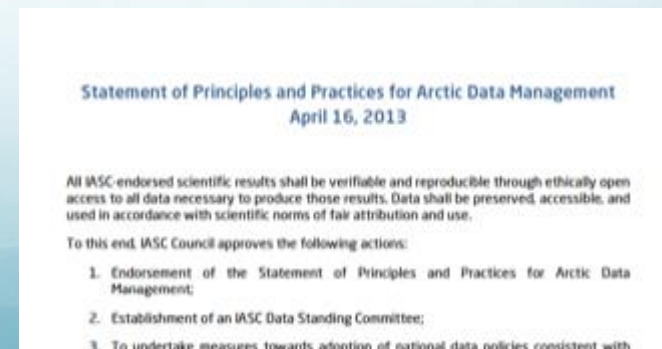 Statement of Principles and Practices for Arctic Data Management
April 16, 2013
All IASC-endorsed scientific results shall be verifiable and reproducible through ethically open
access to all data necessary to produce those results. Data shall be preserved, accessible, and
used in accordance with scientific norms of fair attribution and use.
To this end, IASC Council approves the following actions:
1. Endorsement of the Statement of Principles and Practices for Arctic Data
Management;
2. Establishment of an IASC Data Standing Committee;
3. To undertake measures towards adoption of national data policies consistent with